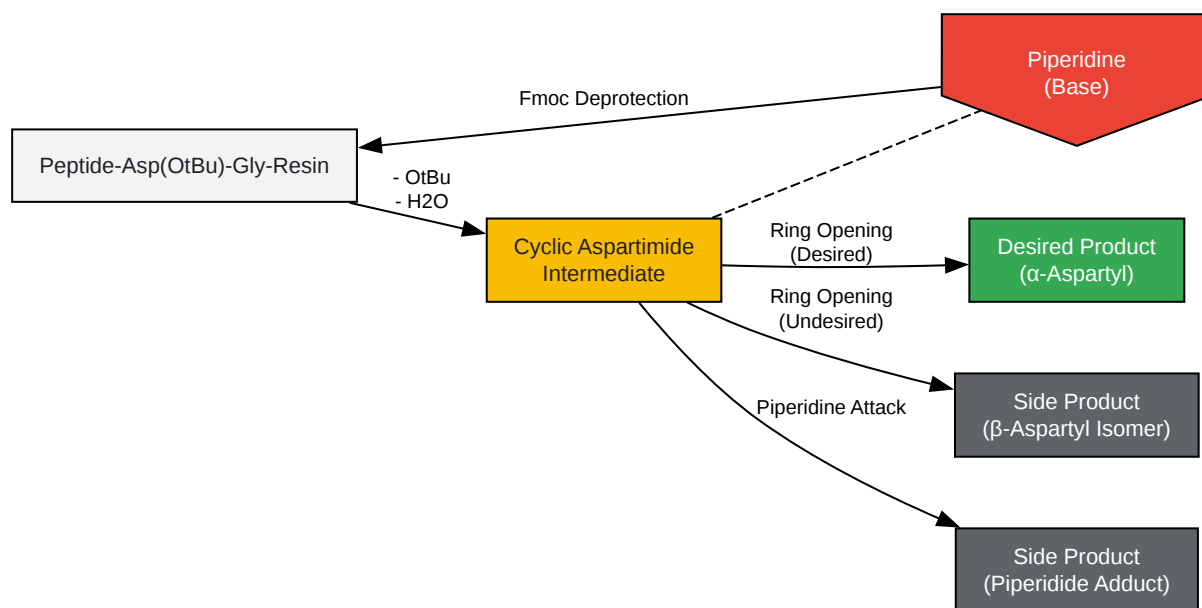 Piperidine
(Base)
Fmoc Deprotection
Peptide-Asp(OtBu)-Gly-Resin
- OtBu
- H2O
Cyclic Aspartimide
Intermediate
Ring Opening
(Desired)
Desired Product
(α-Aspartyl)
Ring Opening
(Undesired)
Side Product
(β-Aspartyl Isomer)
Piperidine Attack
Side Product
(Piperidide Adduct)